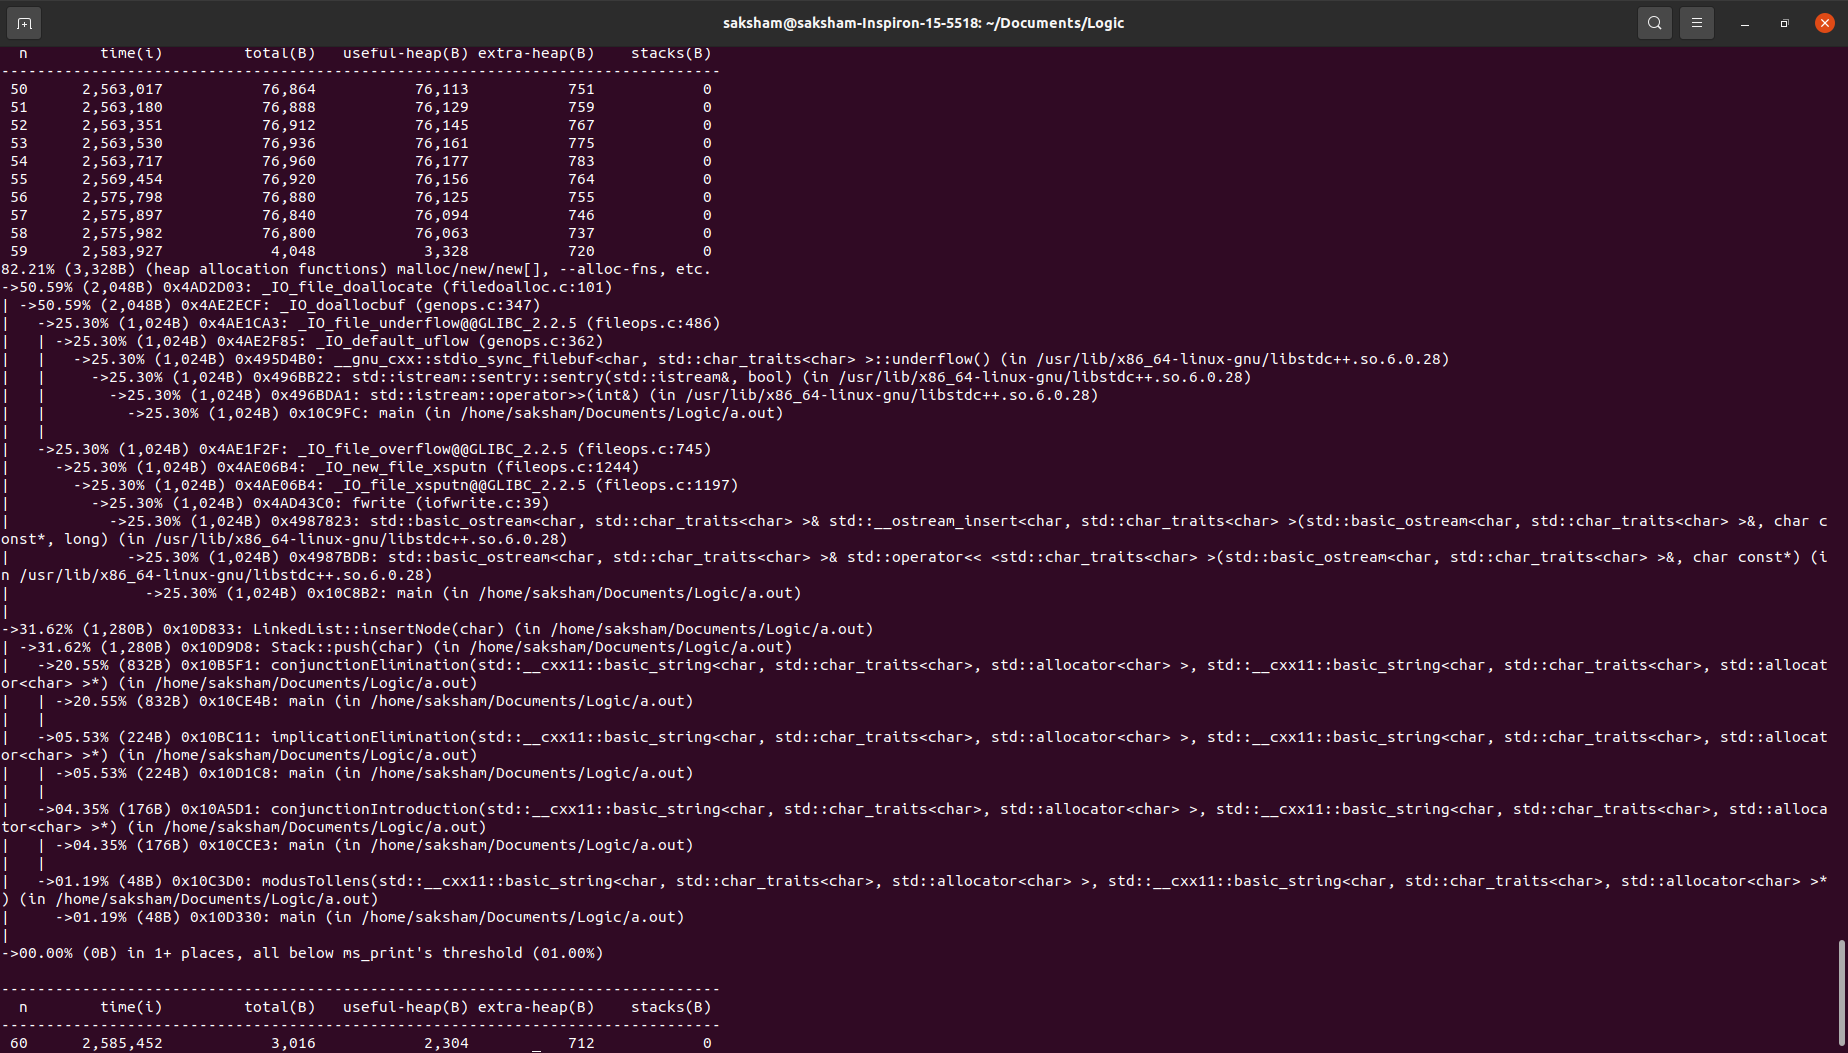 saksham@saksham-Inspiron-15-5518: ~/Documents/Logic
n        time(i)         total(B)   useful-heap(B) extra-heap(B)    stacks(B)
--------------------------------------------------------------------------------
50      2,563,017           76,864           76,113           751            0
51      2,563,180           76,888           76,129           759            0
52      2,563,351           76,912           76,145           767            0
53      2,563,530           76,936           76,161           775            0
54      2,563,717           76,960           76,177           783            0
55      2,569,454           76,920           76,156           764            0
56      2,575,798           76,880           76,125           755            0
57      2,575,897           76,840           76,094           746            0
58      2,575,982           76,800           76,063           737            0
59      2,583,927            4,048            3,328           720            0
82.21% (3,328B) (heap allocation functions) malloc/new/new[], --alloc-fns, etc.
->50.59% (2,048B) 0x4AD2D03: _IO_file_doallocate (filedoalloc.c:101)
| ->50.59% (2,048B) 0x4AE2ECF: _IO_doallocbuf (genops.c:347)
|   ->25.30% (1,024B) 0x4AE1CA3: _IO_file_underflow@@GLIBC_2.2.5 (fileops.c:486)
|   | ->25.30% (1,024B) 0x4AE2F85: _IO_default_uflow (genops.c:362)
|   |   ->25.30% (1,024B) 0x495D4B0: __gnu_cxx::stdio_sync_filebuf<char, std::char_traits<char> >::underflow() (in /usr/lib/x86_64-linux-gnu/libstdc++.so.6.0.28)
|   |     ->25.30% (1,024B) 0x496BB22: std::istream::sentry::sentry(std::istream&, bool) (in /usr/lib/x86_64-linux-gnu/libstdc++.so.6.0.28)
|   |       ->25.30% (1,024B) 0x496BDA1: std::istream::operator>>(int&) (in /usr/lib/x86_64-linux-gnu/libstdc++.so.6.0.28)
|   |         ->25.30% (1,024B) 0x10C9FC: main (in /home/saksham/Documents/Logic/a.out)
|   |
|   ->25.30% (1,024B) 0x4AE1F2F: _IO_file_overflow@@GLIBC_2.2.5 (fileops.c:745)
|     ->25.30% (1,024B) 0x4AE06B4: _IO_new_file_xsputn (fileops.c:1244)
|       ->25.30% (1,024B) 0x4AE06B4: _IO_file_xsputn@@GLIBC_2.2.5 (fileops.c:1197)
|         ->25.30% (1,024B) 0x4AD43C0: fwrite (iofwrite.c:39)
|           ->25.30% (1,024B) 0x4987823: std::basic_ostream<char, std::char_traits<char> >& std::__ostream_insert<char, std::char_traits<char> >(std::basic_ostream<char, std::char_traits<char> >&, char c
onst*, long) (in /usr/lib/x86_64-linux-gnu/libstdc++.so.6.0.28)
|             ->25.30% (1,024B) 0x4987BDB: std::basic_ostream<char, std::char_traits<char> >& std::operator<< <std::char_traits<char> >(std::basic_ostream<char, std::char_traits<char> >&, char const*) (i
n /usr/lib/x86_64-linux-gnu/libstdc++.so.6.0.28)
|               ->25.30% (1,024B) 0x10C8B2: main (in /home/saksham/Documents/Logic/a.out)
|
->31.62% (1,280B) 0x10D833: LinkedList::insertNode(char) (in /home/saksham/Documents/Logic/a.out)
| ->31.62% (1,280B) 0x10D9D8: Stack::push(char) (in /home/saksham/Documents/Logic/a.out)
|   ->20.55% (832B) 0x10B5F1: conjunctionElimination(std::__cxx11::basic_string<char, std::char_traits<char>, std::allocator<char> >, std::__cxx11::basic_string<char, std::char_traits<char>, std::allocat
or<char> >*) (in /home/saksham/Documents/Logic/a.out)
|   | ->20.55% (832B) 0x10CE4B: main (in /home/saksham/Documents/Logic/a.out)
|   |
|   ->05.53% (224B) 0x10BC11: implicationElimination(std::__cxx11::basic_string<char, std::char_traits<char>, std::allocator<char> >, std::__cxx11::basic_string<char, std::char_traits<char>, std::allocat
or<char> >*) (in /home/saksham/Documents/Logic/a.out)
|   | ->05.53% (224B) 0x10D1C8: main (in /home/saksham/Documents/Logic/a.out)
|   |
|   ->04.35% (176B) 0x10A5D1: conjunctionIntroduction(std::__cxx11::basic_string<char, std::char_traits<char>, std::allocator<char> >, std::__cxx11::basic_string<char, std::char_traits<char>, std::alloca
tor<char> >*) (in /home/saksham/Documents/Logic/a.out)
|   | ->04.35% (176B) 0x10CCE3: main (in /home/saksham/Documents/Logic/a.out)
|   |
|   ->01.19% (48B) 0x10C3D0: modusTollens(std::__cxx11::basic_string<char, std::char_traits<char>, std::allocator<char> >, std::__cxx11::basic_string<char, std::char_traits<char>, std::allocator<char> >*
) (in /home/saksham/Documents/Logic/a.out)
|     ->01.19% (48B) 0x10D330: main (in /home/saksham/Documents/Logic/a.out)
|
->00.00% (0B) in 1+ places, all below ms_print's threshold (01.00%)
--------------------------------------------------------------------------------
n        time(i)         total(B)   useful-heap(B) extra-heap(B)    stacks(B)
--------------------------------------------------------------------------------
60      2,585,452            3,016            2,304           712            0